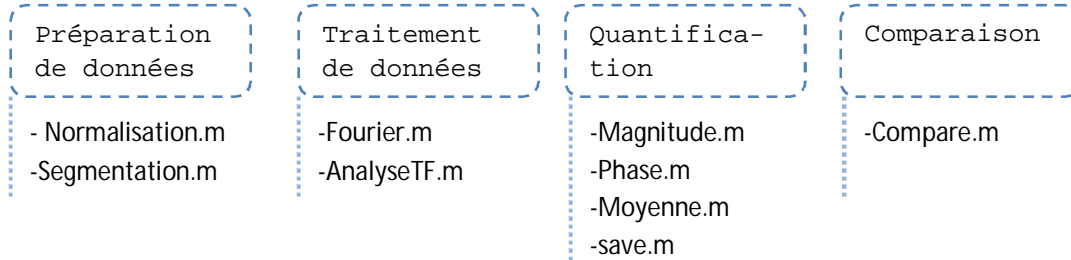 Préparation
de données
- Normalisation.m
-Segmentation.m
Traitement
de données
-Fourier.m
-AnalyseTF.m
Quantifica-
tion
-Magnitude.m
-Phase.m
-Moyenne.m
-save.m
Comparaison
-Compare.m